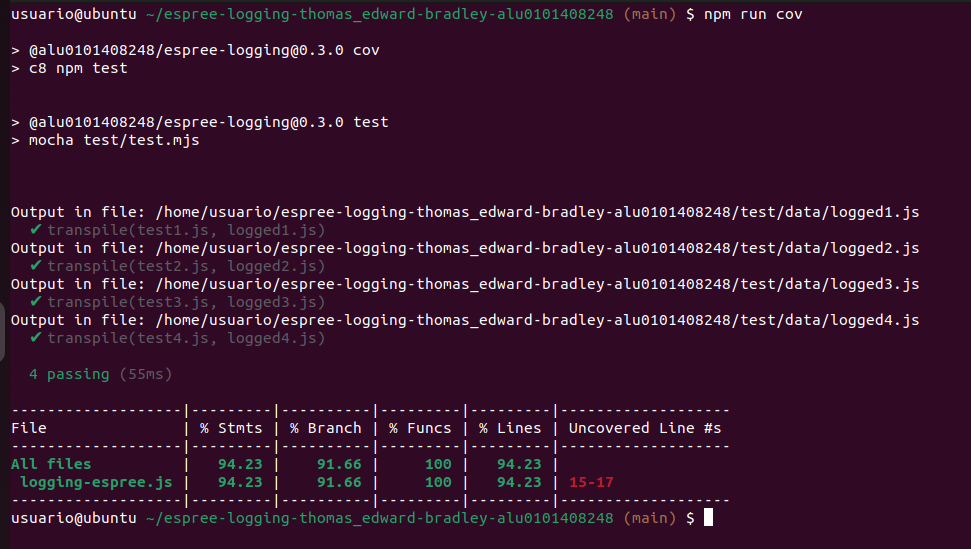 usuario@ubuntu ~/espree-logging-thomas_edward-bradley-alu0101408248 (main) $ npm run cov
> @alu0101408248/espree-logging@0.3.0 cov
> c8 npm test
> @alu0101408248/espree-logging@0.3.0 test
> mocha test/test.mjs
Output in file: /home/usuario/espree-logging-thomas_edward-bradley-alu0101408248/test/data/logged1.js
✔ transpile(test1.js, logged1.js)
Output in file: /home/usuario/espree-logging-thomas_edward-bradley-alu0101408248/test/data/logged2.js
✔ transpile(test2.js, logged2.js)
Output in file: /home/usuario/espree-logging-thomas_edward-bradley-alu0101408248/test/data/logged3.js
✔ transpile(test3.js, logged3.js)
Output in file: /home/usuario/espree-logging-thomas_edward-bradley-alu0101408248/test/data/logged4.js
✔ transpile(test4.js, logged4.js)
4 passing (55ms)
-------------------|---------|----------|---------|---------|-------------------
File               | % Stmts | % Branch | % Funcs | % Lines | Uncovered Line #s
-------------------|---------|----------|---------|---------|-------------------
All files          |   94.23 |    91.66 |     100 |   94.23 |
 logging-espree.js |   94.23 |    91.66 |     100 |   94.23 | 15-17
-------------------|---------|----------|---------|---------|-------------------
usuario@ubuntu ~/espree-logging-thomas_edward-bradley-alu0101408248 (main) $